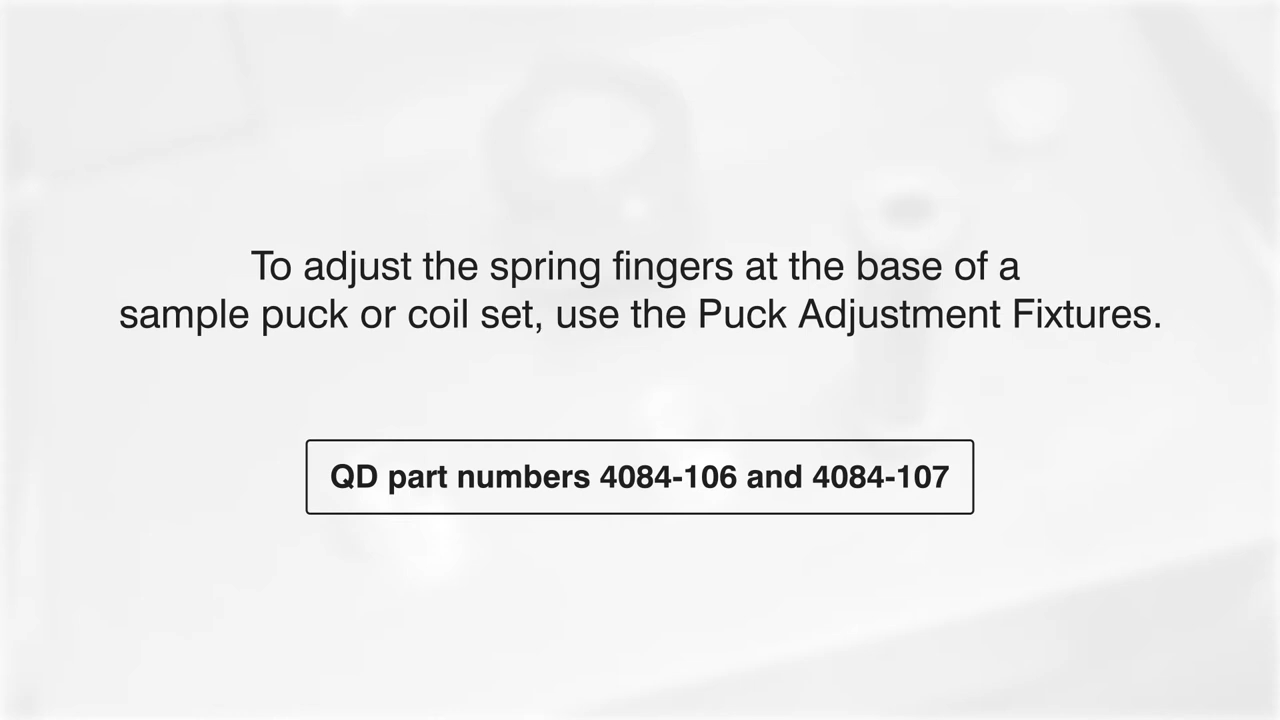 To adjust the spring fingers at the base of a
sample puck or coil set, use the Puck Adjustment Fixtures.
QD part numbers 4084-106 and 4084-107